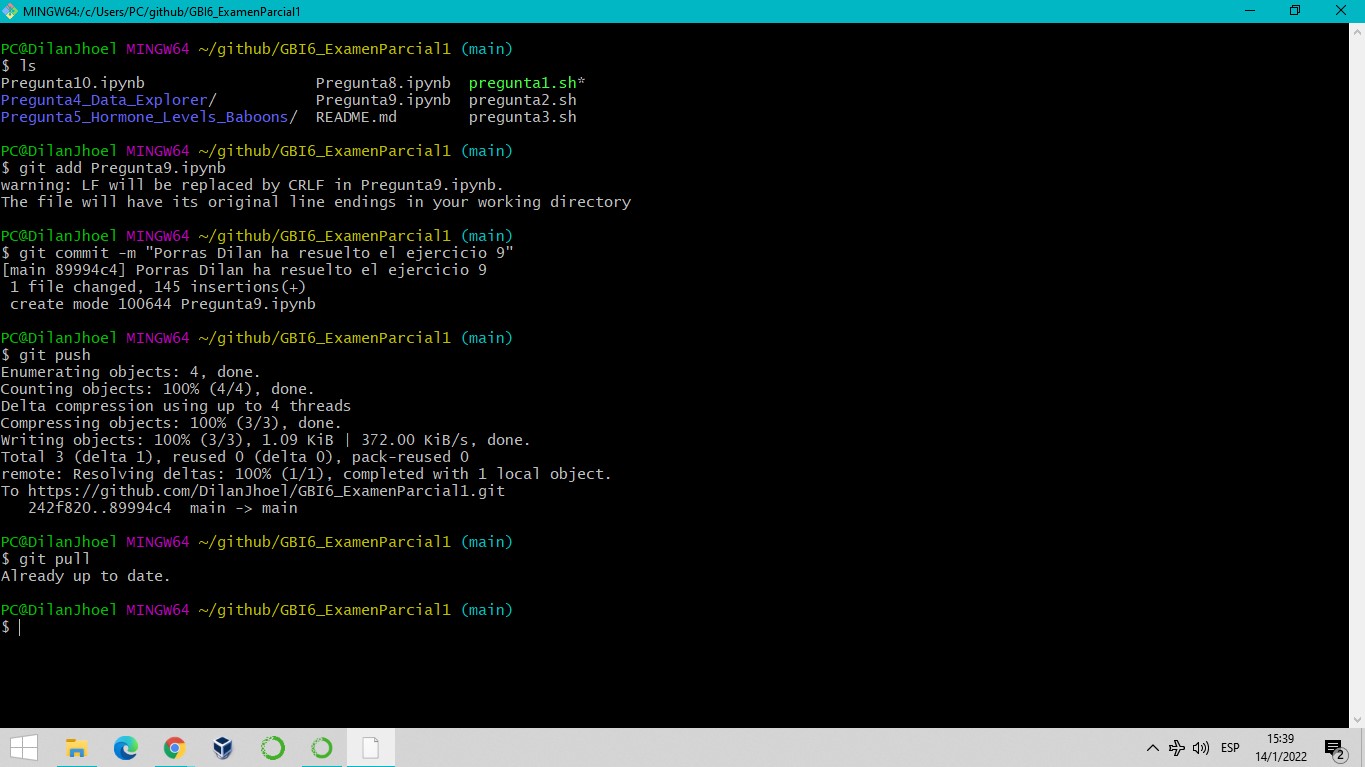 MINGW64:/c/Users/PC/github/GBI6_ExamenParcial1
PC@DilanJhoel MINGW64 ~/github/GBI6_ExamenParcial1 (main)
$ ls
Pregunta10.ipynb Pregunta8.ipynb pregunta1.sh*
Pregunta4_Data_Explorer/ Pregunta9.ipynb pregunta2.sh
Pregunta5_Hormone_Levels_Baboons/ README.md pregunta3.sh
PC@DilanJhoel MINGW64 ~/github/GBI6_ExamenParcial1 (main)
$ git add Pregunta9.ipynb
warning: LF will be replaced by CRLF in Pregunta9.ipynb.
The file will have its original line endings in your working directory
PC@DilanJhoel MINGW64 ~/github/GBI6_ExamenParcial1 (main)
$ git commit -m "Porras Dilan ha resuelto el ejercicio 9"
[main 89994c4] Porras Dilan ha resuelto el ejercicio 9
1 file changed, 145 insertions(+)
create mode 100644 Pregunta9.ipynb
PC@DilanJhoel MINGW64 ~/github/GBI6_ExamenParcial1 (main)
$ git push
Enumerating objects: 4, done.
Counting objects: 100% (4/4), done.
Delta compression using up to 4 threads
Compressing objects: 100% (3/3), done.
Writing objects: 100% (3/3), 1.09 KiB | 372.00 KiB/s, done.
Total 3 (delta 1), reused 0 (delta 0), pack-reused 0
remote: Resolving deltas: 100% (1/1), completed with 1 local object.
To https://github.com/DilanJhoel/GBI6_ExamenParcial1.git
242f820..89994c4 main -> main
PC@DilanJhoel MINGW64 ~/github/GBI6_ExamenParcial1 (main)
$ git pull
Already up to date.
PC@DilanJhoel MINGW64 ~/github/GBI6_ExamenParcial1 (main)
$
ESP
15:39
14/1/2022
2